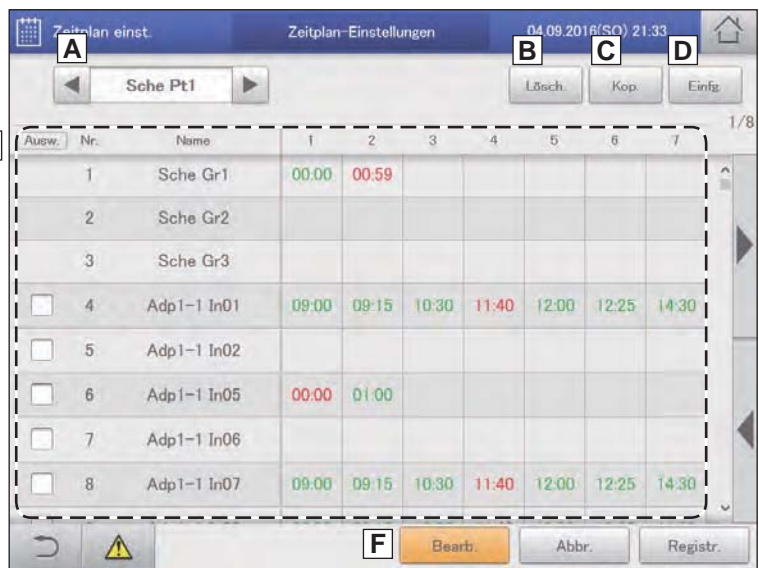 Zeitplan einst. Zeitplan-Einstellungen 04.09.2016(SO) 21:33
A B C D
Sche Pt1 Lösch. Kop. Einfg.
1/8
Ausw. Nr. Name 1 2 3 4 5 6 7
1 Sche Gr1 00:00 00:59
2 Sche Gr2
3 Sche Gr3
4 Adp1-1 In01 09:00 09:15 10:30 11:40 12:00 12:25 14:30
5 Adp1-1 In02
6 Adp1-1 In05 00:00 01:00
7 Adp1-1 In06
8 Adp1-1 In07 09:00 09:15 10:30 11:40 12:00 12:25 14:30
F Bearb. Abbr. Registr.